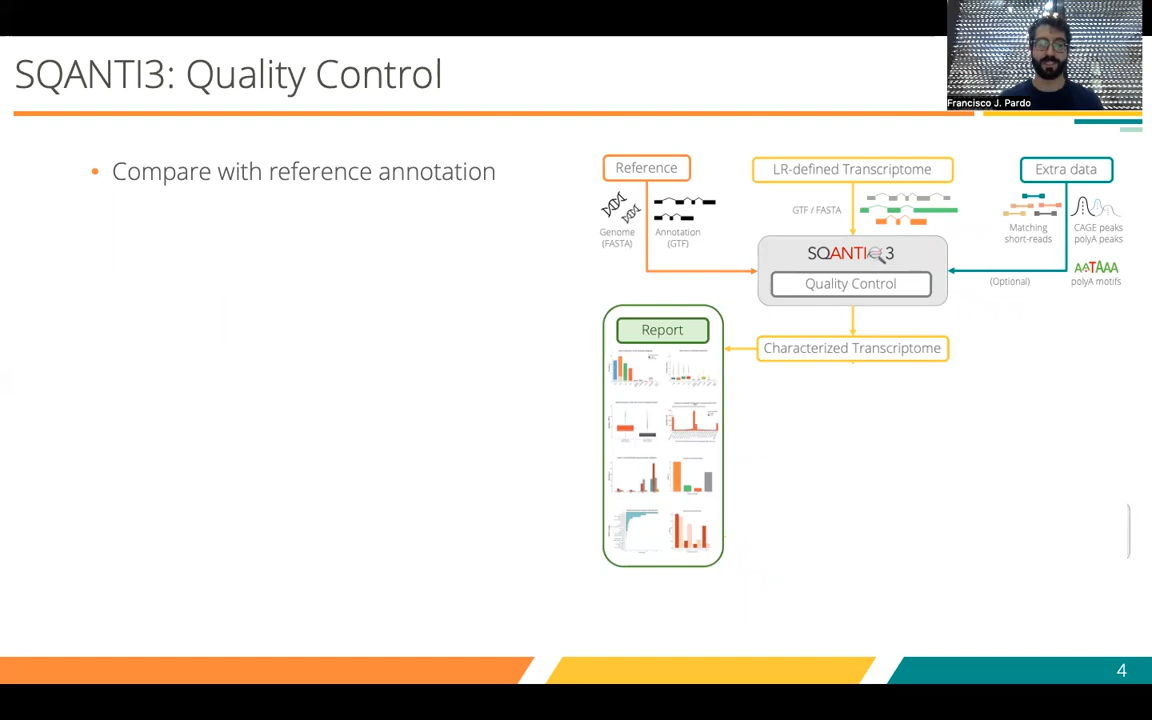 SQANTI3: Quality Control
Francisco J. Pardo
• Compare with reference annotation
Reference
LR-defined Transcriptome
Extra data
GTF / FASTA
Genome
(FASTA)
Annotation
(GTF)
Matching
short-reads
CAGE peaks
polyA peaks
SQANTI3
Quality Control
(Optional)
AATAAA
polyA motifs
Report
Characterized Transcriptome
4